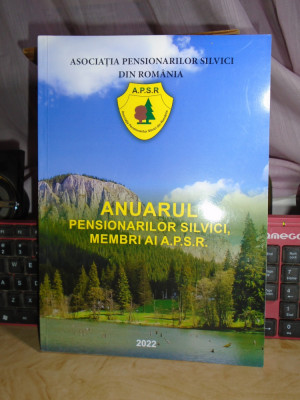 ASOCIAȚIA PENSIONARILOR SILVICI
DIN ROMÂNIA
A.P.S.R
ANUARUL
PENSIONARILOR SILVICI,
MEMBRI AI A.P.S.R.
2022